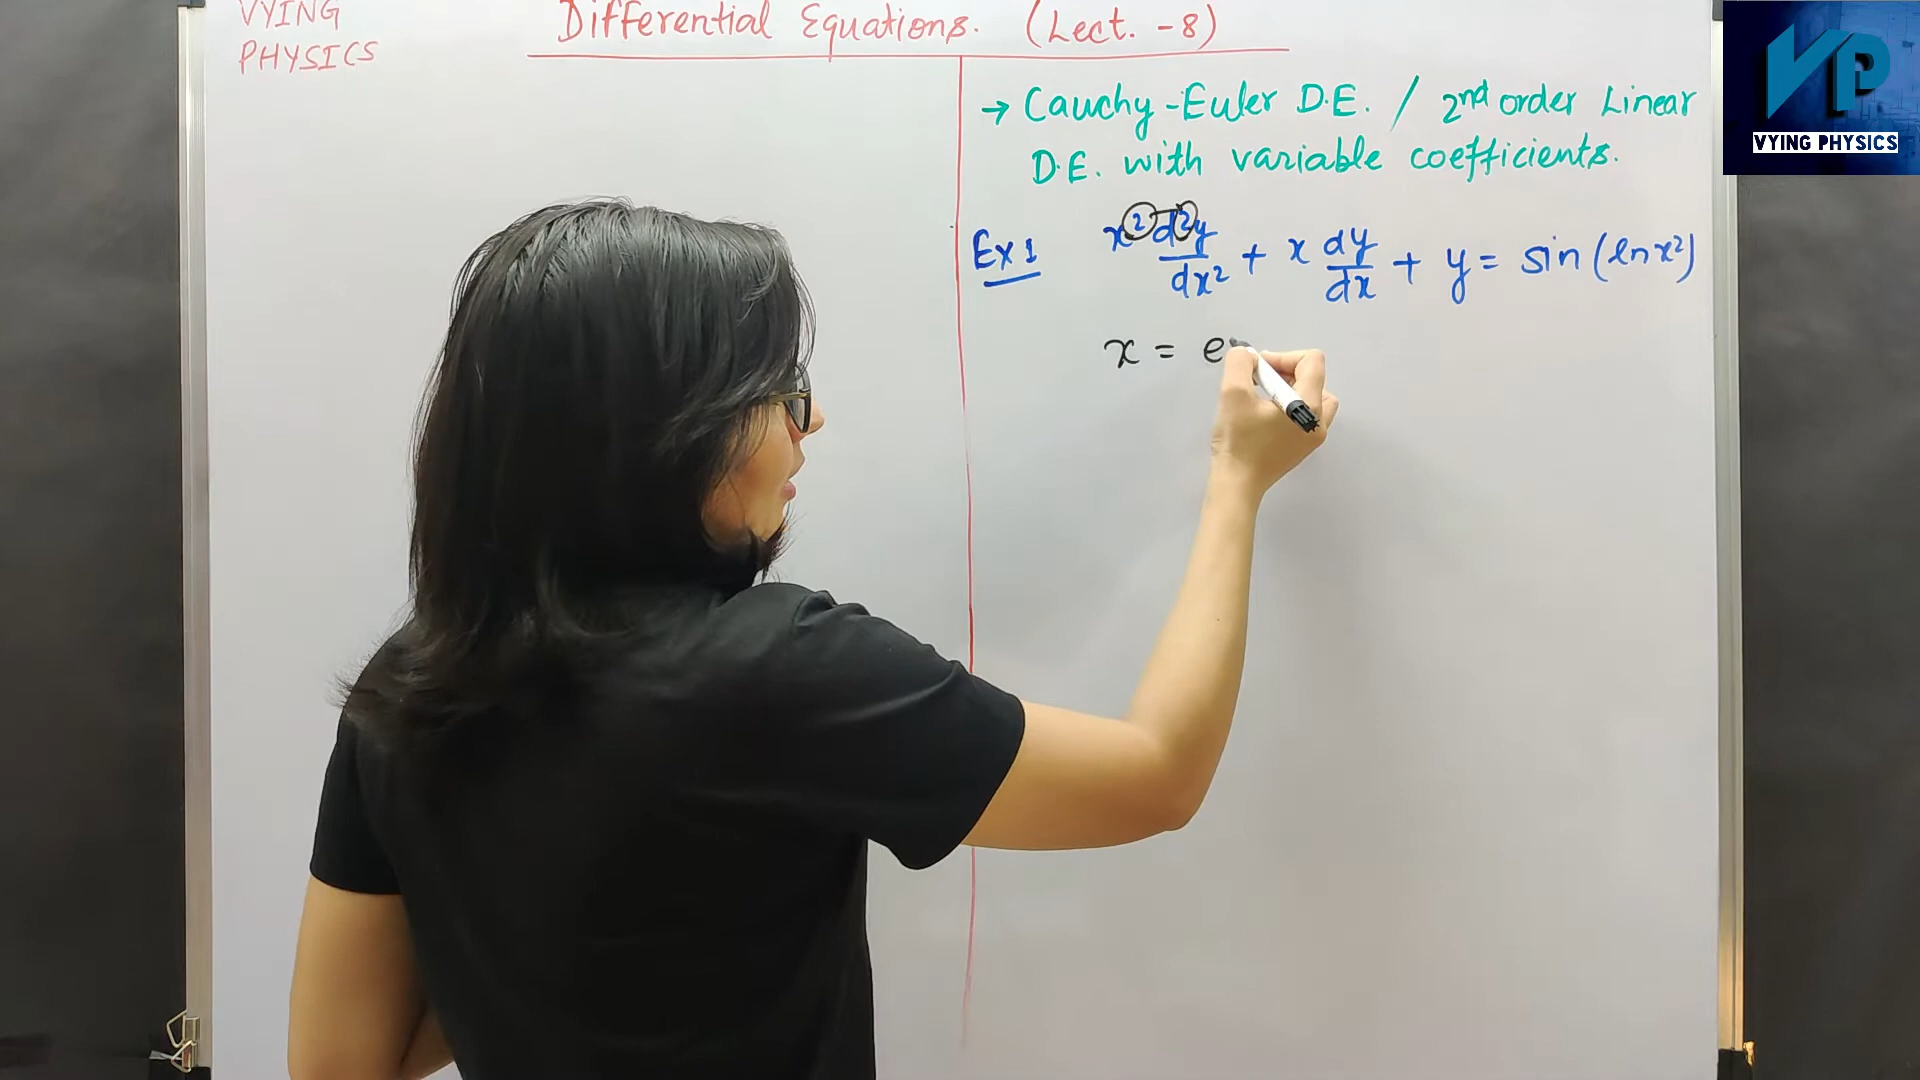 VYING
PHYSICS
Differential Equations. (Lect. -8)
VP
VYING PHYSICS
→ Cauchy-Euler D.E. / 2nd order Linear
D.E. with variable coefficients.
Ex 1 x² d²y/dx² + x dy/dx + y = sin(ln x²)
x = e